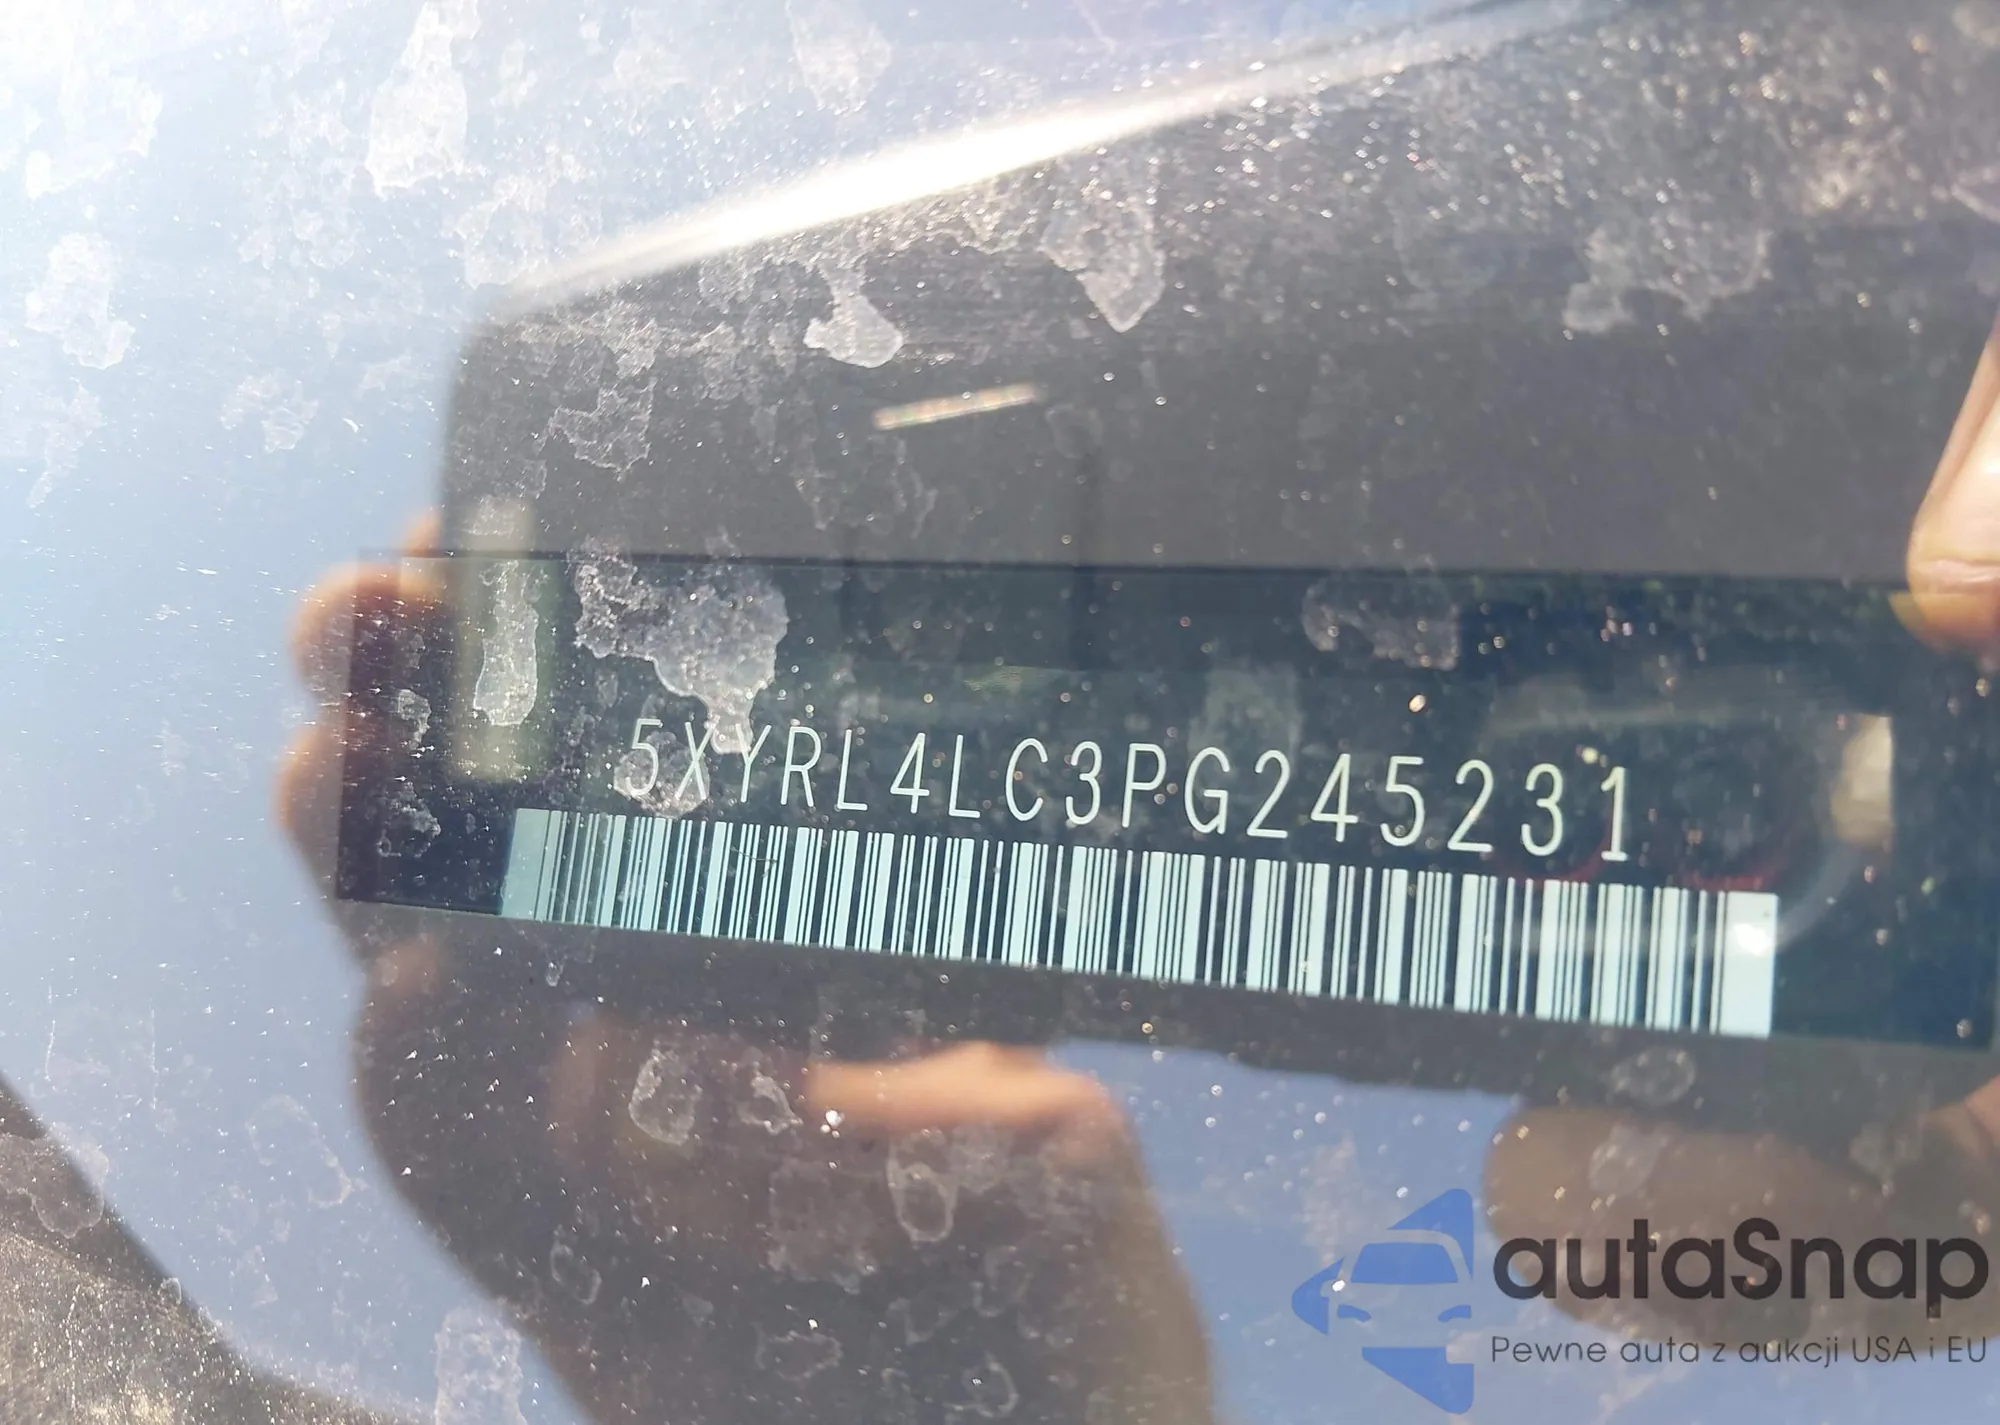 5XYRL4LC3PG245231
autaSnap
Pewne auta z aukcji USA i EU